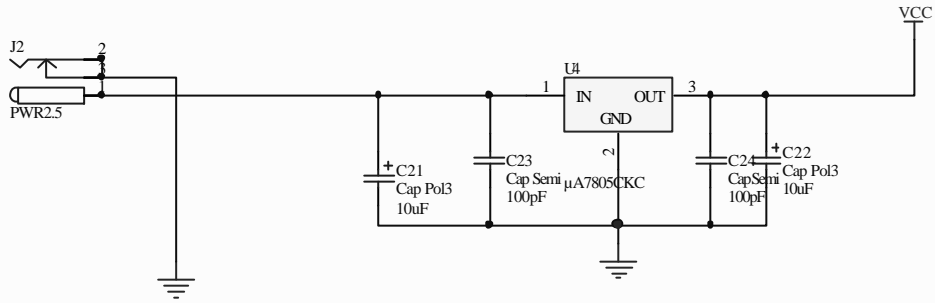 VCC
J2
2
3
PWR2.5
1
U4
IN
OUT
GND
3
2
µA7805CKC
+
C21
Cap Pol3
10uF
C23
Cap Semi
100pF
C24
CapSemi
100pF
+
C22
Cap Pol3
10uF